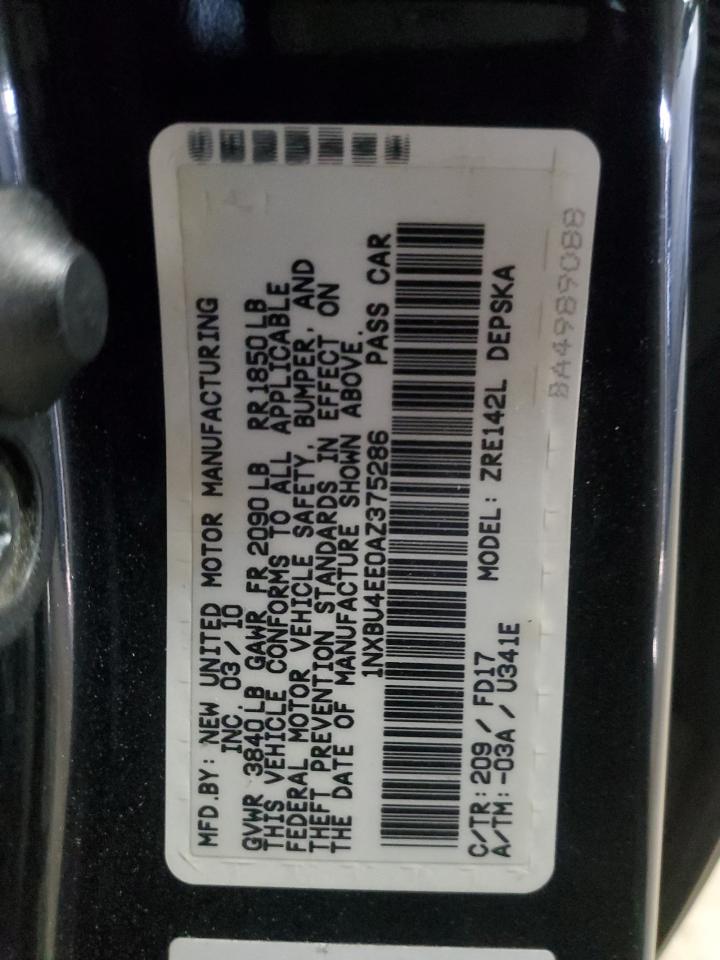 MFD.BY: NEW UNITED MOTOR MANUFACTURING
INC. 03/10
GVWR 3840LB GAWR FR 2090LB RR1850LB
THIS VEHICLE CONFORMS TO ALL APPLICABLE
FEDERAL MOTOR VEHICLE SAFETY, BUMPER, AND
THEFT PREVENTION STANDARDS IN EFFECT ON
THE DATE OF MANUFACTURE SHOWN ABOVE.
1NXBU4EE0AZ375286 PASS CAR
C/TR:209/FD17 MODEL: ZRE142L DEPSKA
A/TM:-03A/U341E
BA4989088